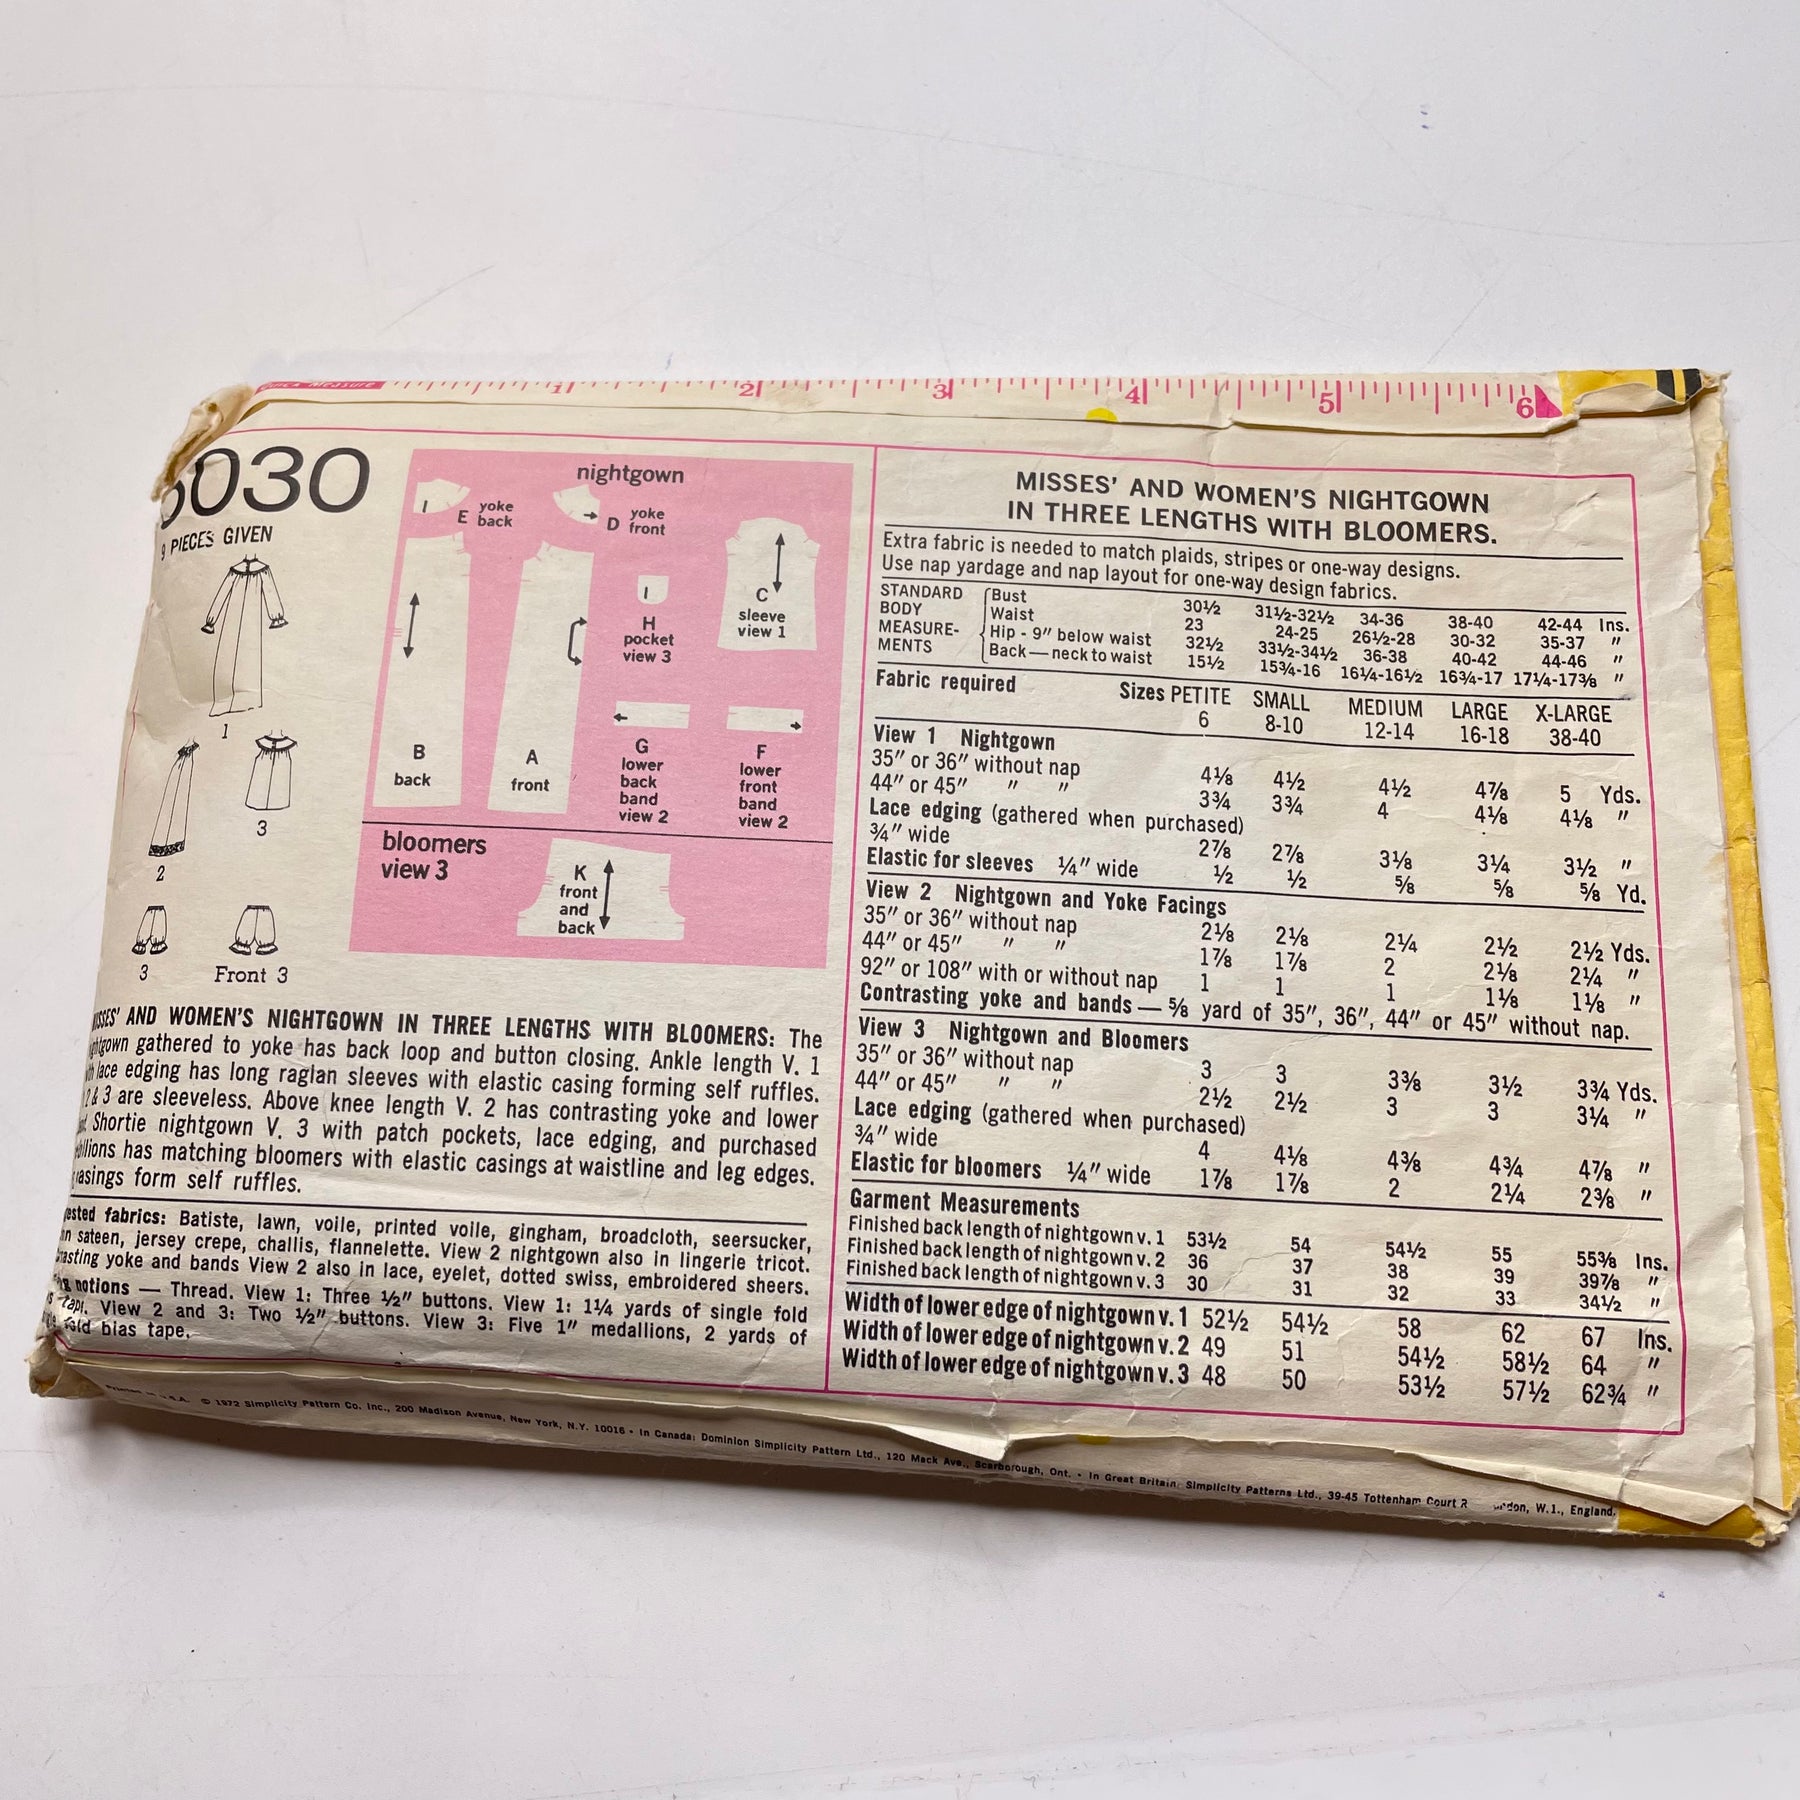 1 2 3 4 5 6
030
9 PIECES GIVEN
1
2
3
3 Front 3
nightgown
E yoke back
D yoke front
C sleeve view 1
H pocket view 3
B back
A front
G lower back band view 2
F lower front band view 2
bloomers
view 3
K front and back
AND WOMEN'S NIGHTGOWN IN THREE LENGTHS WITH BLOOMERS: The
gathered to yoke has back loop and button closing. Ankle length V. 1
lace edging has long raglan sleeves with elastic casing forming self ruffles.
2 & 3 are sleeveless. Above knee length V. 2 has contrasting yoke and lower
Shortie nightgown V. 3 with patch pockets, lace edging, and purchased
has matching bloomers with elastic casings at waistline and leg edges.
casings form self ruffles.
fabrics: Batiste, lawn, voile, printed voile, gingham, broadcloth, seersucker,
sateen, jersey crepe, challis, flannelette. View 2 nightgown also in lingerie tricot.
yoke and bands View 2 also in lace, eyelet, dotted swiss, embroidered sheers.
notions — Thread. View 1: Three ½" buttons. View 1: 1¼ yards of single fold
View 2 and 3: Two ½" buttons. View 3: Five 1" medallions, 2 yards of
fold bias tape.
MISSES' AND WOMEN'S NIGHTGOWN
IN THREE LENGTHS WITH BLOOMERS.
Extra fabric is needed to match plaids, stripes or one-way designs.
Use nap yardage and nap layout for one-way design fabrics.
STANDARD BODY MEASURE-MENTS
Bust 30½ 31½-32½ 34-36 38-40 42-44 Ins.
Waist 23 24-25 26½-28 30-32 35-37 "
Hip - 9" below waist 32½ 33½-34½ 36-38 40-42 44-46 "
Back — neck to waist 15½ 15¾-16 16¼-16½ 16¾-17 17¼-17⅜ "
Fabric required Sizes PETITE SMALL MEDIUM LARGE X-LARGE
6 8-10 12-14 16-18 38-40
View 1 Nightgown
35" or 36" without nap 4⅛ 4½ 4½ 4⅞ 5 Yds.
44" or 45" " " 3¾ 3¾ 4 4⅛ 4⅛ "
Lace edging (gathered when purchased)
¾" wide 2⅞ 2⅞ 3⅛ 3¼ 3½ "
Elastic for sleeves ¼" wide ½ ½ ⅝ ⅝ ⅝ Yd.
View 2 Nightgown and Yoke Facings
35" or 36" without nap 2⅛ 2⅛ 2¼ 2½ 2½ Yds.
44" or 45" " " 1⅞ 1⅞ 2 2⅛ 2¼ "
92" or 108" with or without nap 1 1 1 1⅛ 1⅛ "
Contrasting yoke and bands — ⅝ yard of 35", 36", 44" or 45" without nap.
View 3 Nightgown and Bloomers
35" or 36" without nap 3 3 3⅜ 3½ 3¾ Yds.
44" or 45" " " 2½ 2½ 3 3 3¼ "
Lace edging (gathered when purchased)
¾" wide 4 4⅛ 4⅜ 4¾ 4⅞ "
Elastic for bloomers ¼" wide 1⅞ 1⅞ 2 2¼ 2⅜ "
Garment Measurements
Finished back length of nightgown v. 1 53½ 54 54½ 55 55⅜ Ins.
Finished back length of nightgown v. 2 36 37 38 39 39⅞ "
Finished back length of nightgown v. 3 30 31 32 33 34½ "
Width of lower edge of nightgown v. 1 52½ 54½ 58 62 67 Ins.
Width of lower edge of nightgown v. 2 49 51 54½ 58½ 64 "
Width of lower edge of nightgown v. 3 48 50 53½ 57½ 62¾ "
Printed in U.S.A. © 1972 Simplicity Pattern Co. Inc., 200 Madison Avenue, New York, N.Y. 10016 • In Canada: Dominion Simplicity Pattern Ltd., 120 Mack Ave., Scarborough, Ont. • In Great Britain: Simplicity Patterns Ltd., 39-45 Tottenham Court W.1., England.